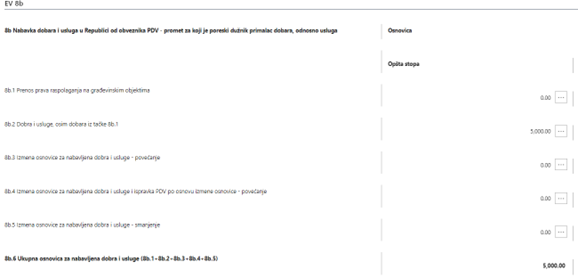 EV 8b
8b Nabavka dobara i usluga u Republici od obveznika PDV - promet za koji je poreski dužnik primalac dobara, odnosno usluga
Osnovica
Opšta stopa
8b.1 Prenos prava raspolaganja na građevinskim objektima
0.00 ...
8b.2 Dobra i usluge, osim dobara iz tačke 8b.1
5,000.00 ...
8b.3 Izmena osnovice za nabavljena dobra i usluge - povećanje
0.00 ...
8b.4 Izmena osnovice za nabavljena dobra i usluge i ispravka PDV po osnovu izmene osnovice - povećanje
0.00 ...
8b.5 Izmena osnovice za nabavljena dobra i usluge - smanjenje
0.00 ...
8b.6 Ukupna osnovica za nabavljena dobra i usluge (8b.1+8b.2+8b.3+8b.4+8b.5)
5,000.00